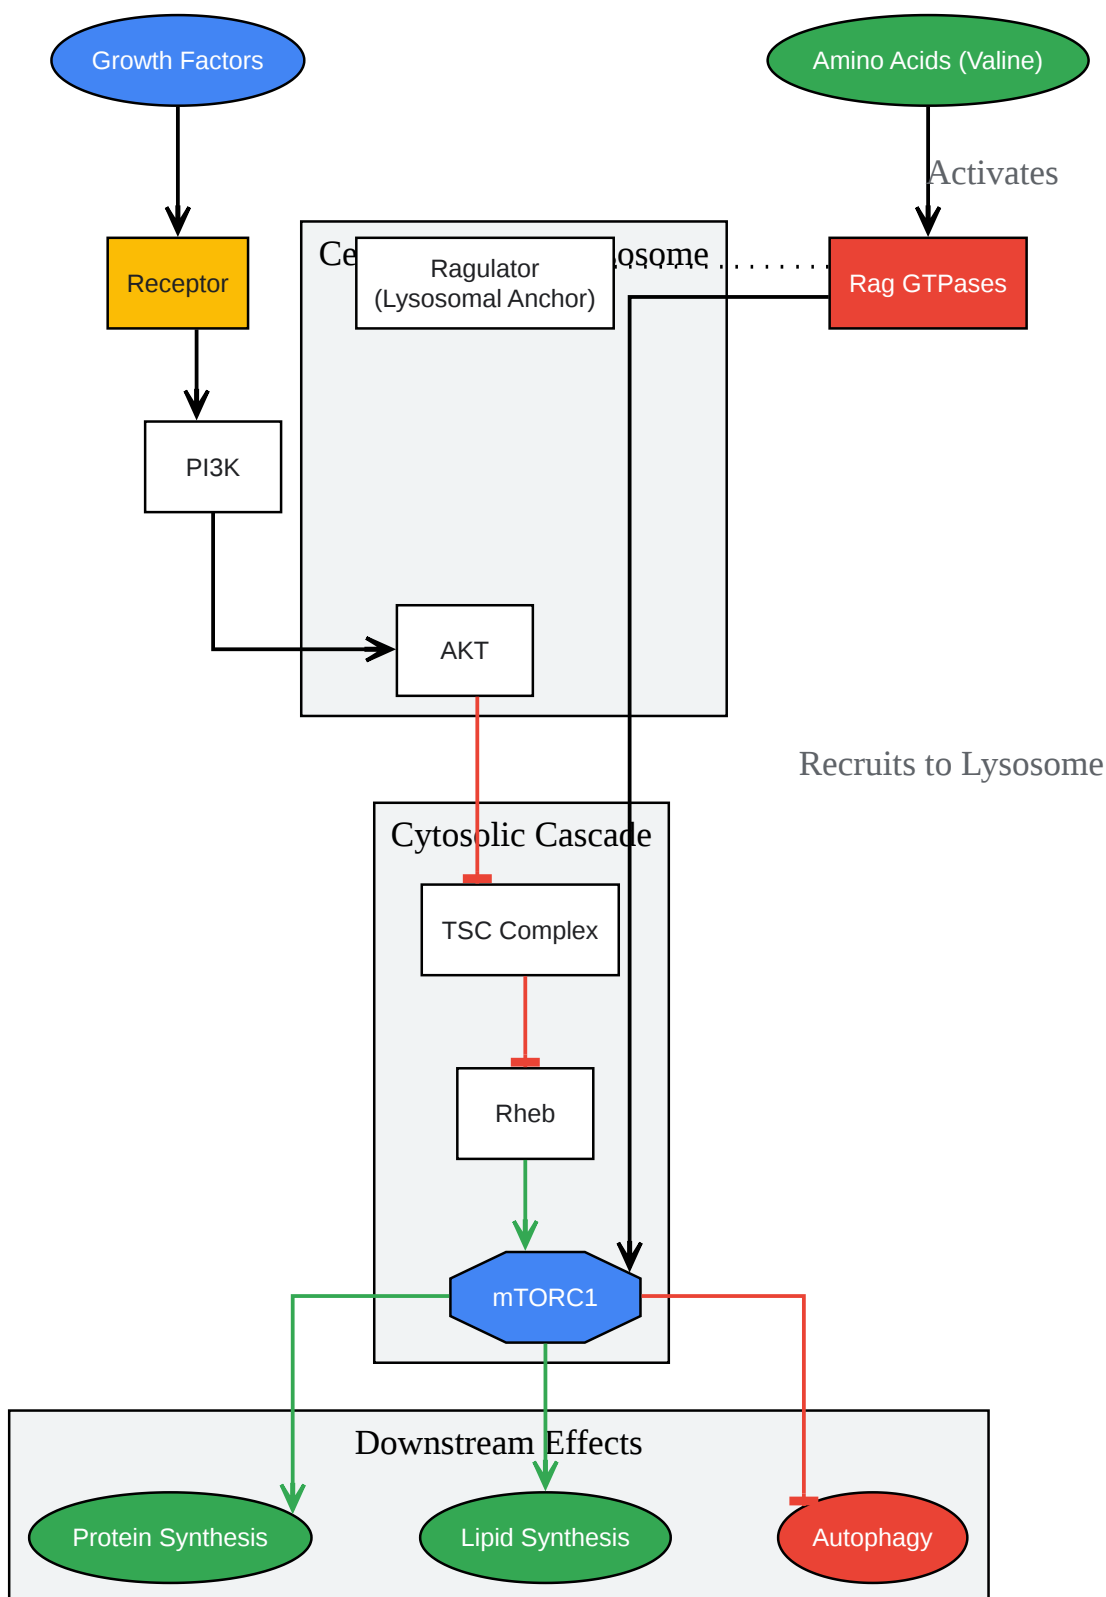 Growth Factors
Amino Acids (Valine)
Activates
Receptor
Ragulator
(Lysosomal Anchor)
Rag GTPases
PI3K
AKT
Recruits to Lysosome
Cytosolic Cascade
TSC Complex
Rheb
mTORC1
Downstream Effects
Protein Synthesis
Lipid Synthesis
Autophagy